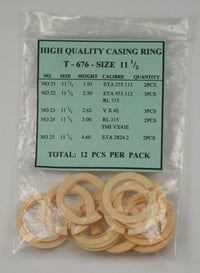 HIGH QUALITY CASING RING
T - 676 - SIZE 11 1/2
NO. SIZE HEIGHT CALIBRE QUANTITY
NO.21 11 1/2 1.95 ETA 255.111 2PCS
NO.22 11 1/2 2.50 ETA 955.112 3PCS
RL 715
NO.23 11 1/2 2.62 V X 42 3PCS
NO.24 11 1/2 3.00 RL 315 2PCS
TMI VX43E
NO.25 11 1/2 4.60 ETA 2824.2 2PCS
TOTAL: 12 PCS PER PACK